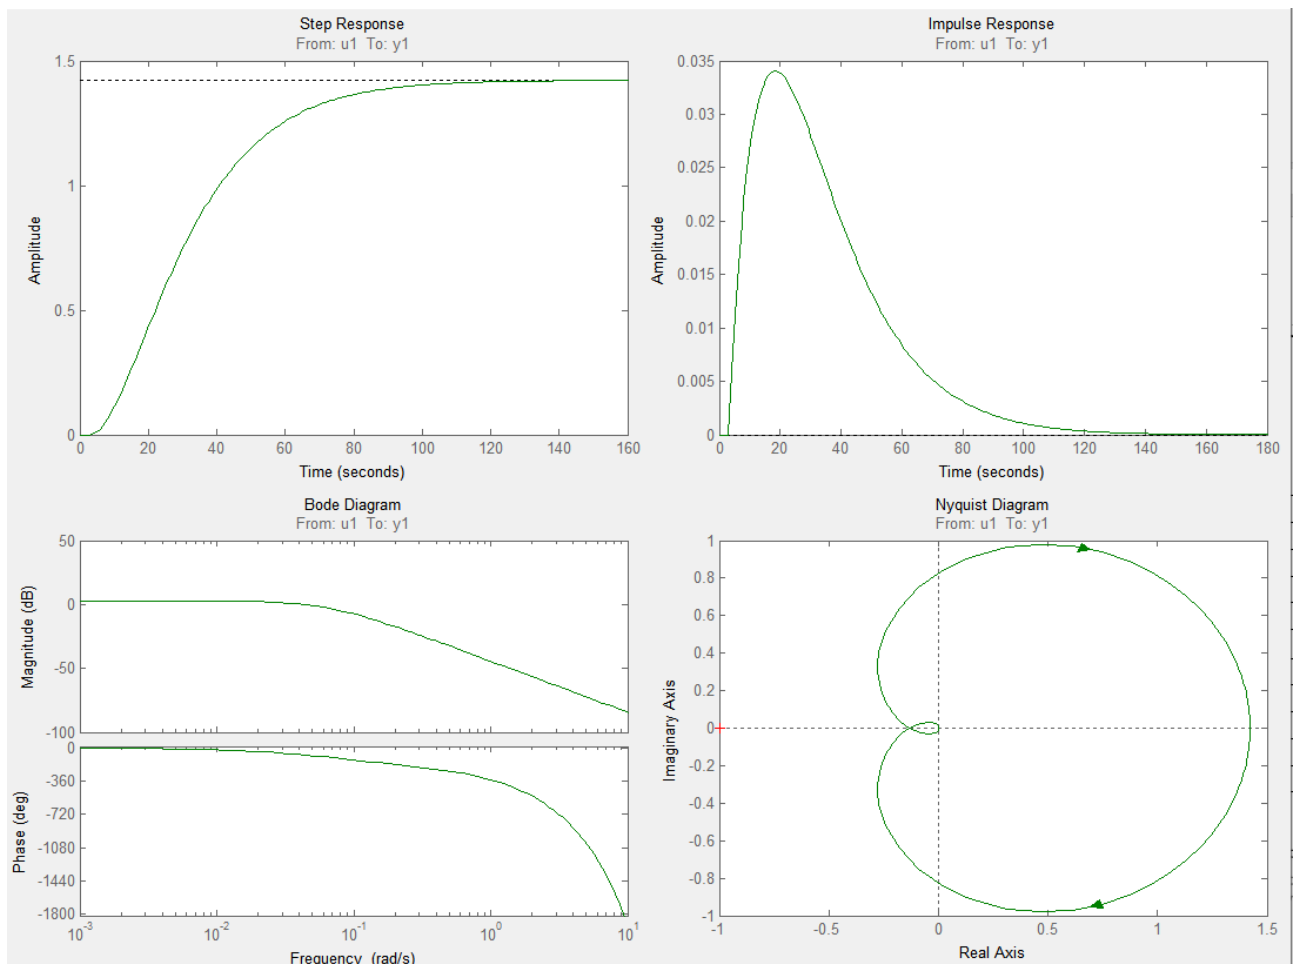 Step Response
From: u1 To: y1
1.5
1
0.5
0
Amplitude
0 20 40 60 80 100 120 140 160
Time (seconds)
Impulse Response
From: u1 To: y1
0.035
0.03
0.025
0.02
0.015
0.01
0.005
0
Amplitude
0 20 40 60 80 100 120 140 160 180
Time (seconds)
Bode Diagram
From: u1 To: y1
50
0
-50
-100
Magnitude (dB)
0
-360
-720
-1080
-1440
-1800
Phase (deg)
10^-3 10^-2 10^-1 10^0 10^1
Frequency (rad/s)
Nyquist Diagram
From: u1 To: y1
1
0.8
0.6
0.4
0.2
0
-0.2
-0.4
-0.6
-0.8
-1
Imaginary Axis
-1 -0.5 0 0.5 1 1.5
Real Axis